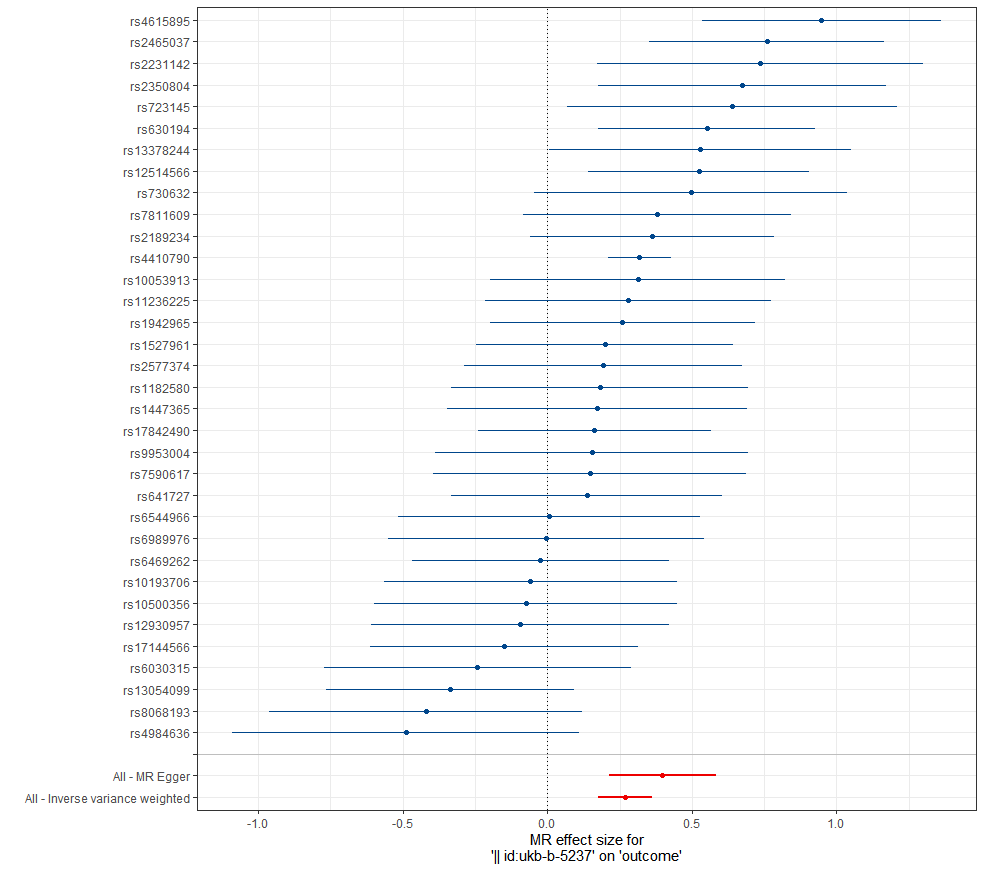 rs4615895
rs2465037
rs2231142
rs2350804
rs723145
rs630194
rs13378244
rs12514566
rs730632
rs7811609
rs2189234
rs4410790
rs10053913
rs11236225
rs1942965
rs1527961
rs2577374
rs1182580
rs1447365
rs17842490
rs9953004
rs7590617
rs641727
rs6544966
rs6989976
rs6469262
rs10193706
rs10500356
rs12930957
rs17144566
rs6030315
rs13054099
rs8068193
rs4984636
All - MR Egger
All - Inverse variance weighted
-1.0 -0.5 0.0 0.5 1.0
MR effect size for
'|| id:ukb-b-5237' on 'outcome'